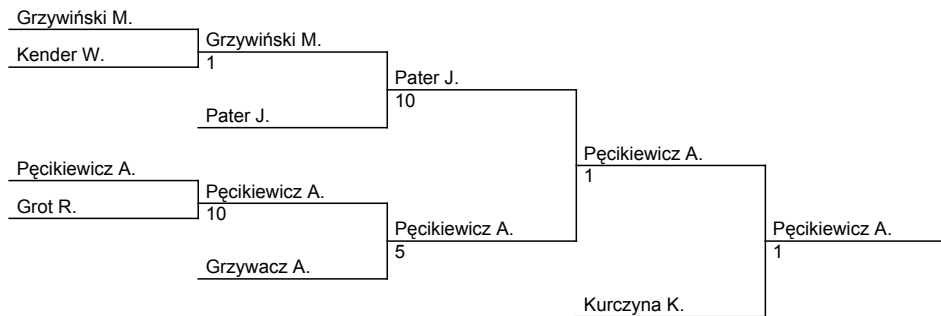 Grzywiński M.
Kender W.
Grzywiński M.
1
Pater J.
Pater J.
10
Pęcikiewicz A.
Grot R.
Pęcikiewicz A.
10
Grzywacz A.
Pęcikiewicz A.
5
Pęcikiewicz A.
1
Kurczyna K.
Pęcikiewicz A.
1